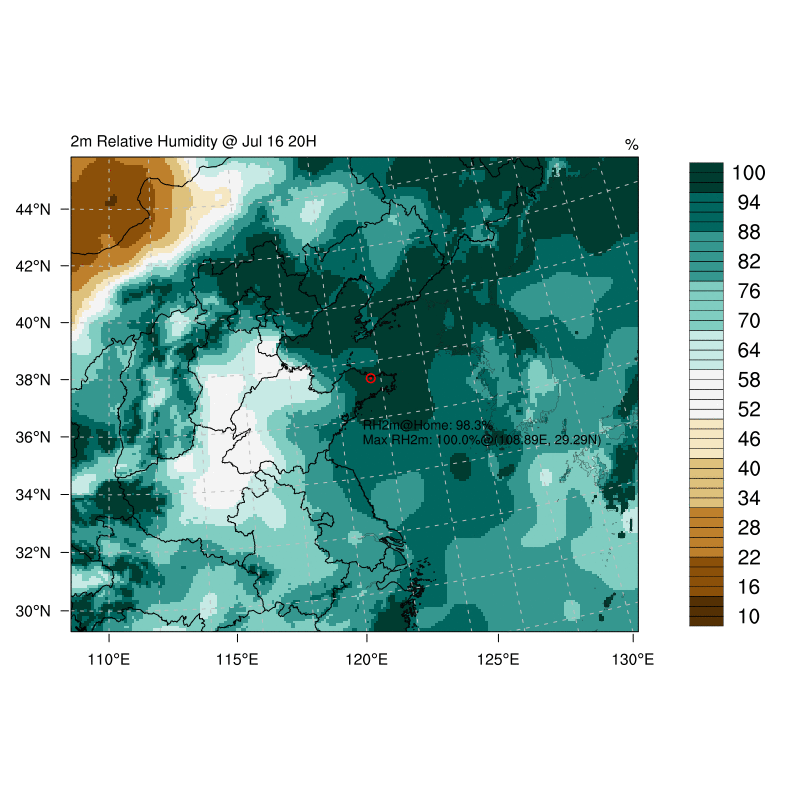 2m Relative Humidity @ Jul 16 20H
%
44°N
42°N
40°N
38°N
36°N
34°N
32°N
30°N
110°E
115°E
120°E
125°E
130°E
RH2m@Home: 98.3%
Max RH2m: 100.0%@(108.89E, 29.29N)
100
94
88
82
76
70
64
58
52
46
40
34
28
22
16
10